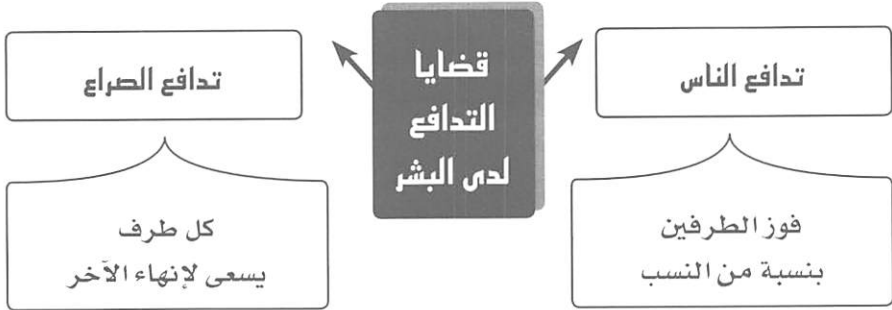 قضايا
التدافع
لدى البشر
تدافع الناس
فوز الطرفين
بنسبة من النسب
تدافع الصراع
كل طرف
يسعى لإنهاء الآخر